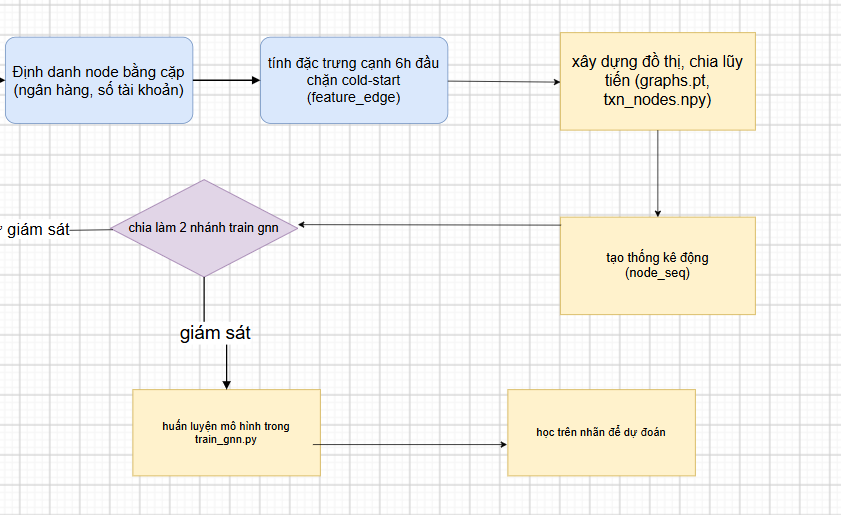 Định danh node bằng cặp
(ngân hàng, số tài khoản)
tính đặc trưng cạnh 6h đầu
chặn cold-start
(feature_edge)
xây dựng đồ thị, chia lũy
tiến (graphs.pt,
txn_nodes.npy)
giám sát
chia làm 2 nhánh train gnn
tạo thống kê động
(node_seq)
giám sát
huấn luyện mô hình trong
train_gnn.py
học trên nhãn để dự đoán